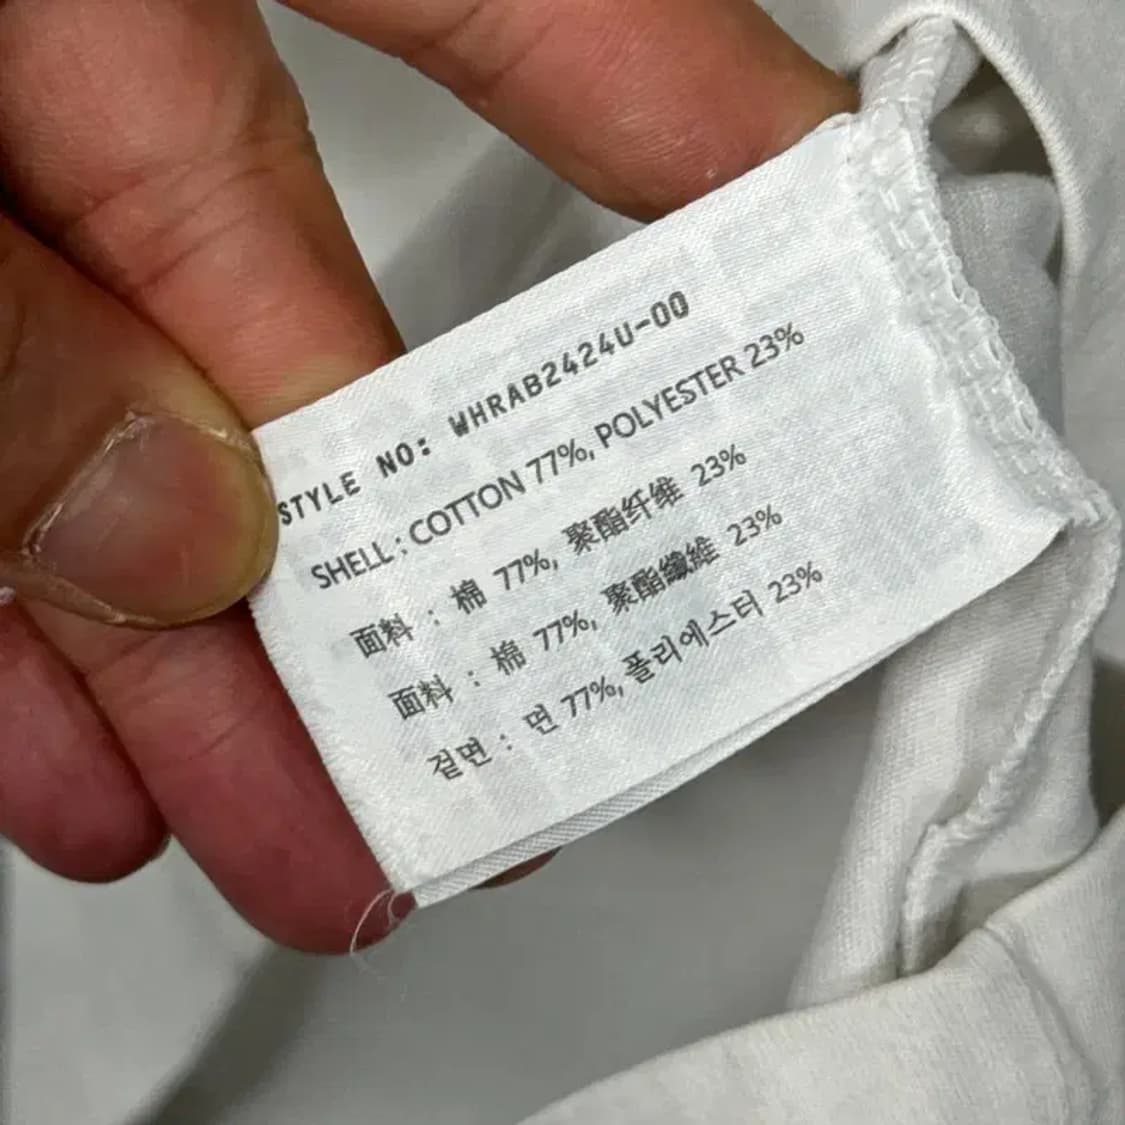 STYLE NO: WHRAB2424U-00
SHELL : COTTON 77%, POLYESTER 23%
面料 : 棉 77%, 聚酯纤维 23%
面料 : 棉 77%, 聚酯纖維 23%
겉면 : 면 77%, 폴리에스터 23%